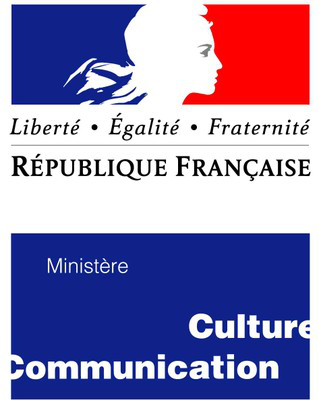 Liberté • Égalité • Fraternité
RÉPUBLIQUE FRANÇAISE
Ministère
Culture
Communication